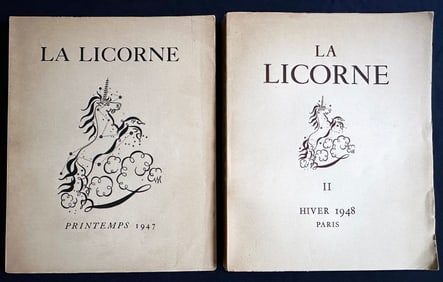 LA LICORNE
PRINTEMPS 1947
LA
LICORNE
II
HIVER 1948
PARIS